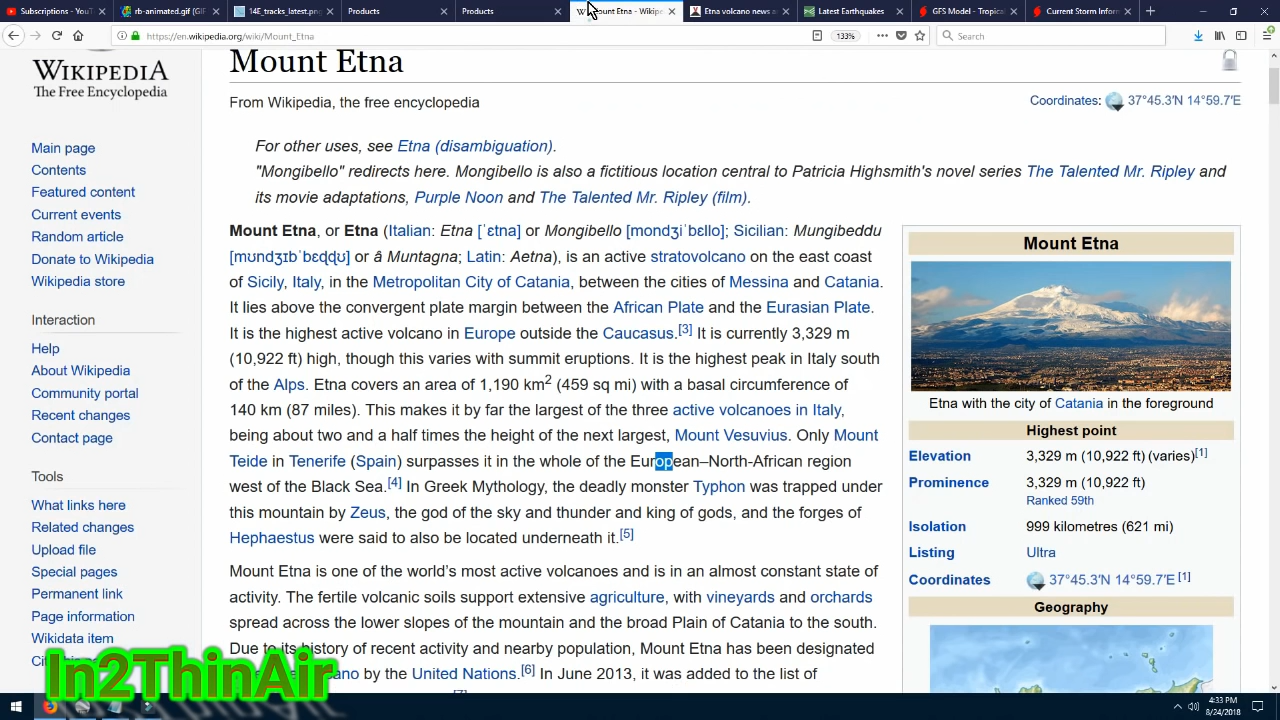 Subscriptions - YouT
rb-animated.gif (GIF
14E_tracks_latest.png
Products
Products
Mount Etna - Wikipe
Etna volcano news a
Latest Earthquakes
GFS Model - Tropica
Current Storm Inform
https://en.wikipedia.org/wiki/Mount_Etna
133%
Search
WIKIPEDIA
The Free Encyclopedia
Main page
Contents
Featured content
Current events
Random article
Donate to Wikipedia
Wikipedia store
Interaction
Help
About Wikipedia
Community portal
Recent changes
Contact page
Tools
What links here
Related changes
Upload file
Special pages
Permanent link
Page information
Wikidata item
Mount Etna
From Wikipedia, the free encyclopedia
Coordinates: 37°45.3′N 14°59.7′E
For other uses, see Etna (disambiguation).
"Mongibello" redirects here. Mongibello is also a fictitious location central to Patricia Highsmith's novel series The Talented Mr. Ripley and
its movie adaptations, Purple Noon and The Talented Mr. Ripley (film).
Mount Etna, or Etna (Italian: Etna [ˈɛtna] or Mongibello [mondʒiˈbɛllo]; Sicilian: Mungibeddu
[mʊndʒɪbˈbɛɖɖʊ] or â Muntagna; Latin: Aetna), is an active stratovolcano on the east coast
of Sicily, Italy, in the Metropolitan City of Catania, between the cities of Messina and Catania.
It lies above the convergent plate margin between the African Plate and the Eurasian Plate.
It is the highest active volcano in Europe outside the Caucasus.[3] It is currently 3,329 m
(10,922 ft) high, though this varies with summit eruptions. It is the highest peak in Italy south
of the Alps. Etna covers an area of 1,190 km2 (459 sq mi) with a basal circumference of
140 km (87 miles). This makes it by far the largest of the three active volcanoes in Italy,
being about two and a half times the height of the next largest, Mount Vesuvius. Only Mount
Teide in Tenerife (Spain) surpasses it in the whole of the European–North-African region
west of the Black Sea.[4] In Greek Mythology, the deadly monster Typhon was trapped under
this mountain by Zeus, the god of the sky and thunder and king of gods, and the forges of
Hephaestus were said to also be located underneath it.[5]
Mount Etna is one of the world's most active volcanoes and is in an almost constant state of
activity. The fertile volcanic soils support extensive agriculture, with vineyards and orchards
spread across the lower slopes of the mountain and the broad Plain of Catania to the south.
Due to its history of recent activity and nearby population, Mount Etna has been designated
by the United Nations.[6] In June 2013, it was added to the list of
Mount Etna
Etna with the city of Catania in the foreground
Highest point
Elevation 3,329 m (10,922 ft) (varies)[1]
Prominence 3,329 m (10,922 ft)
Ranked 59th
Isolation 999 kilometres (621 mi)
Listing Ultra
Coordinates 37°45.3′N 14°59.7′E [1]
Geography
In2ThinAir
4:33 PM
8/24/2018